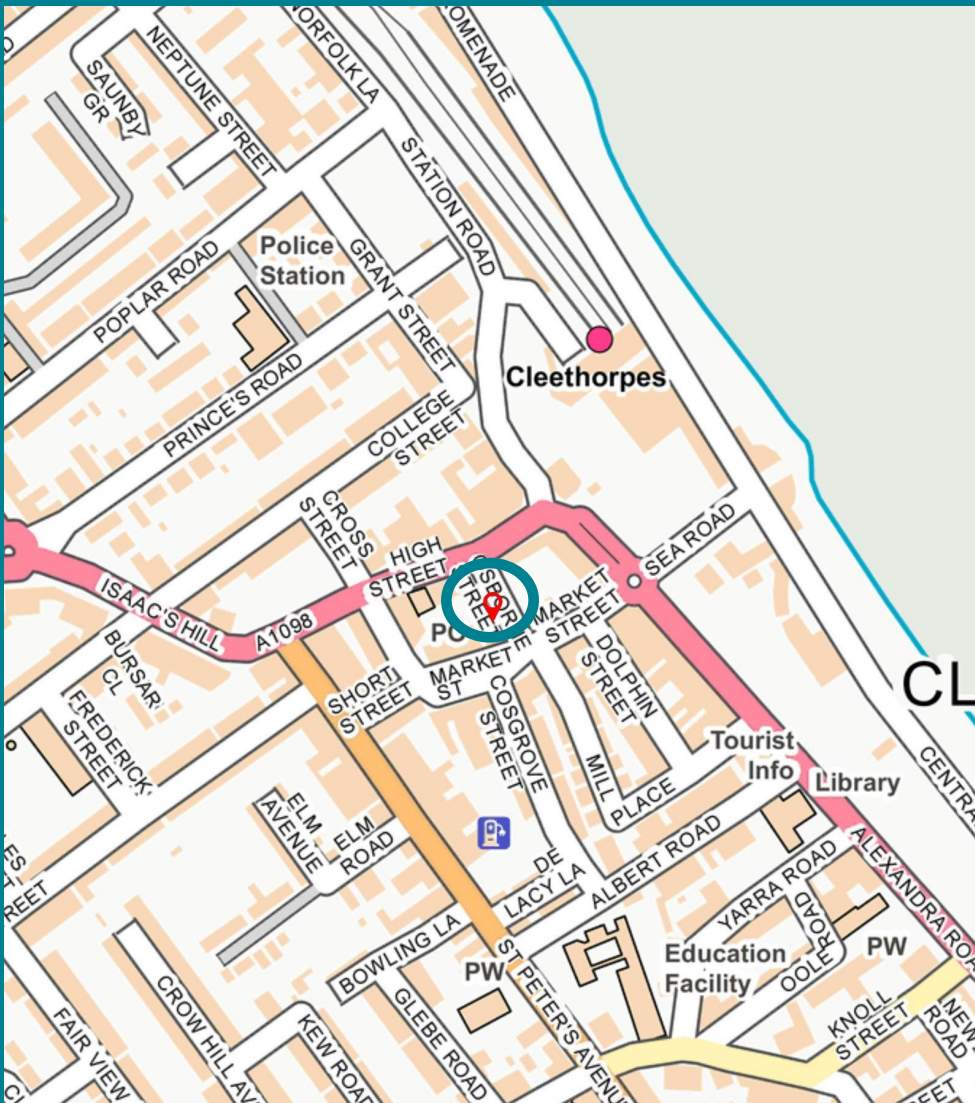 NORFOLK LA
NEPTUNE STREET
SAUNBY
GR
STATION ROAD
Police
Station
POPLAR ROAD
GRANT STREET
Cleethorpes
PRINCE'S ROAD
COLLEGE
STREET
CROSS
STREET
HIGH
STREET
SEA ROAD
ISAAC'S HILL
A1098
MARKET
STREET
PO
BURSAR
CL
MARKET
ST
SHORT
STREET
DOLPHIN
STREET
CL
FREDERICK
STREET
COSGROVE
STREET
MILL
PLACE
Tourist
Info
Library
ELM
AVENUE
ELM
ROAD
ALBERT ROAD
DE
LACY LA
YARRA ROAD
BOWLING LA
ST PETER'S AVENUE
PW
Education
Facility
OOLE ROAD
PW
CROW HILL AV
GLEBE ROAD
KEW ROAD
FAIR VIEW
KNOLL
STREET
ROAD